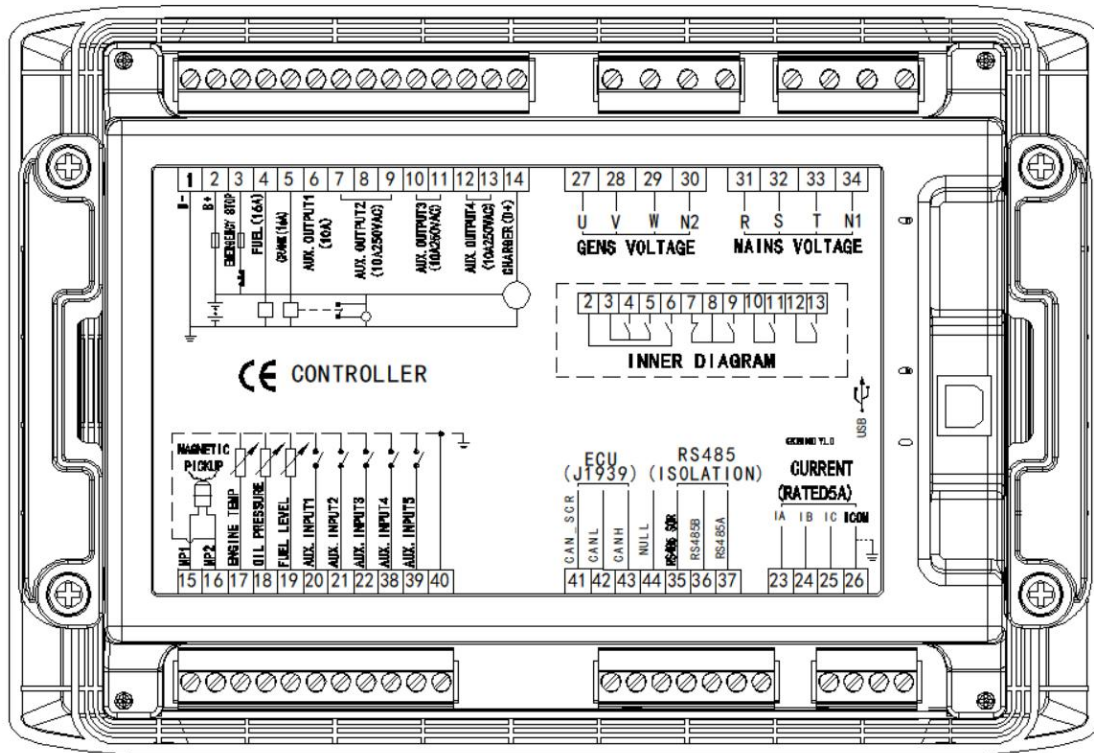 1 2 3 4 5 6 7 8 9 10 11 12 13 14
B-
B+
EMERGENCY STOP
FUEL(16A)
CRANK(16A)
AUX. OUTPUT1
(10A)
AUX. OUTPUT2
(10A250VAC)
AUX. OUTPUT3
(10A250VAC)
AUX. OUTPUT4
(10A250VAC)
CHARGER(D+)
27 28 29 30
U V W N2
GENS VOLTAGE
31 32 33 34
R S T N1
MAINS VOLTAGE
2 3 4 5 6 7 8 9 10 11 12 13
INNER DIAGRAM
CE CONTROLLER
USB
MAGNETIC
PICKUP
MP1
MP2
ENGINE TEMP
OIL PRESSURE
FUEL LEVEL
AUX. INPUT1
AUX. INPUT2
AUX. INPUT3
AUX. INPUT4
AUX. INPUT5
15 16 17 18 19 20 21 22 38 39 40
ECU
(J1939)
RS485
(ISOLATION)
CAN_SCR
CANL
CANH
NULL
RS485 SCR
RS485B
RS485A
41 42 43 44 35 36 37
CURRENT
(RATED5A)
IA IB IC ICOM
23 24 25 26